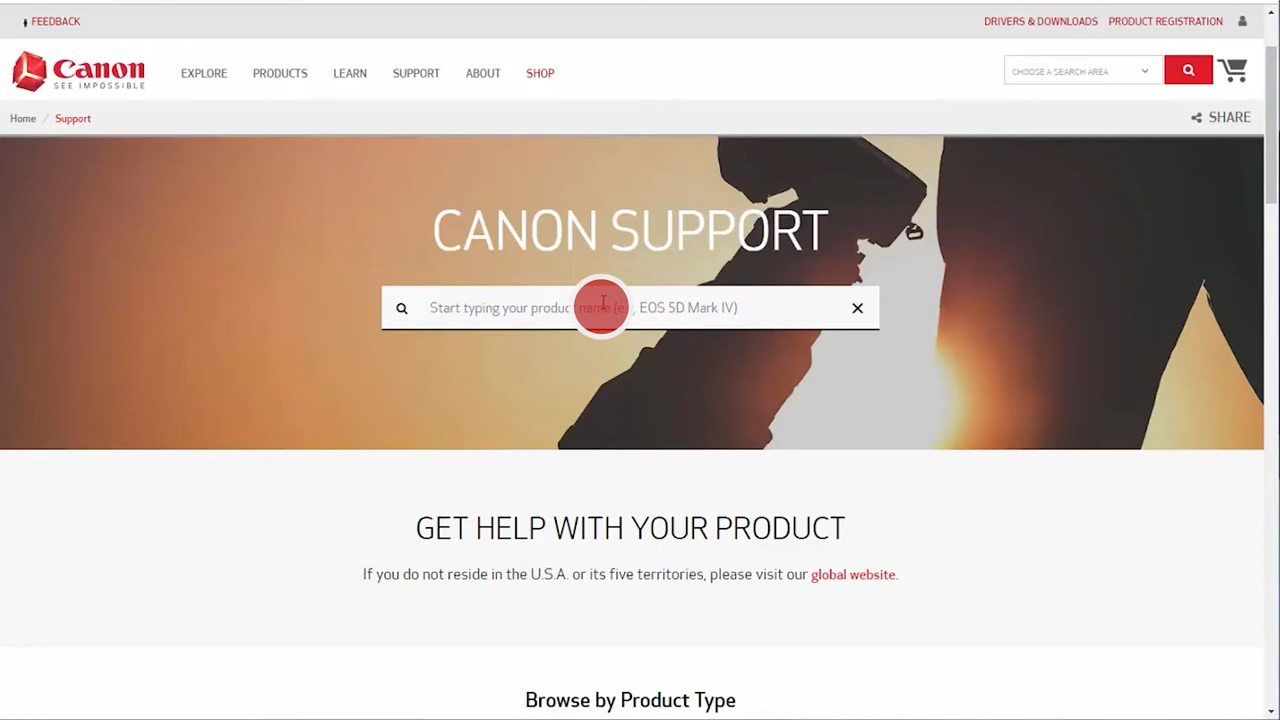 FEEDBACK
DRIVERS & DOWNLOADS PRODUCT REGISTRATION
Canon
SEE IMPOSSIBLE
EXPLORE PRODUCTS LEARN SUPPORT ABOUT SHOP
CHOOSE A SEARCH AREA
Home / Support
SHARE
CANON SUPPORT
Start typing your product name (e. , EOS 5D Mark IV)
GET HELP WITH YOUR PRODUCT
If you do not reside in the U.S.A. or its five territories, please visit our global website.
Browse by Product Type